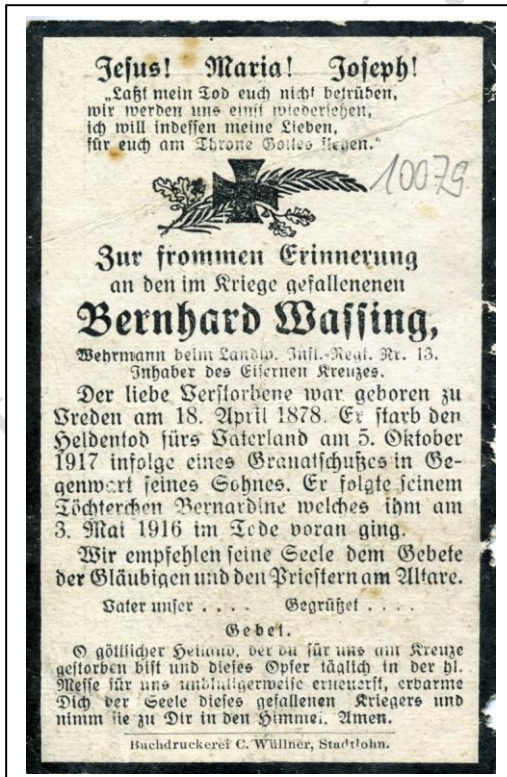 Jesus! Maria! Joseph!
„Laßt mein Tod euch nicht betrüben,
wir werden uns einst wiedersehen,
ich will indessen meine Lieben,
für euch am Throne Gottes flehen.“
10079
Zur frommen Erinnerung
an den im Kriege gefallenenen
Bernhard Wassing,
Wehrmann beim Landw. Inft.-Regt. Nr. 13.
Inhaber des Eisernen Kreuzes.
Der liebe Verstorbene war geboren zu
Vreden am 18. April 1878. Er starb den
Heldentod fürs Vaterland am 5. Oktober
1917 infolge eines Granatschußes in Ge-
genwart seines Sohnes. Er folgte seinem
Töchterchen Bernardine welches ihm am
3. Mai 1916 im Tode voran ging.
Wir empfehlen seine Seele dem Gebete
der Gläubigen und den Priestern am Altare.
Vater unser . . . . Gegrüßet . . . .
Gebet.
O göttlicher Heiland, der du für uns am Kreuze
gestorben bist und dieses Opfer täglich in der hl.
Messe für uns unblutigerweise erneuerst, erbarme
Dich der Seele dieses gefallenen Kriegers und
nimm sie zu Dir in den Himmel. Amen.
Buchdruckerei C. Wüllner, Stadtlohn.